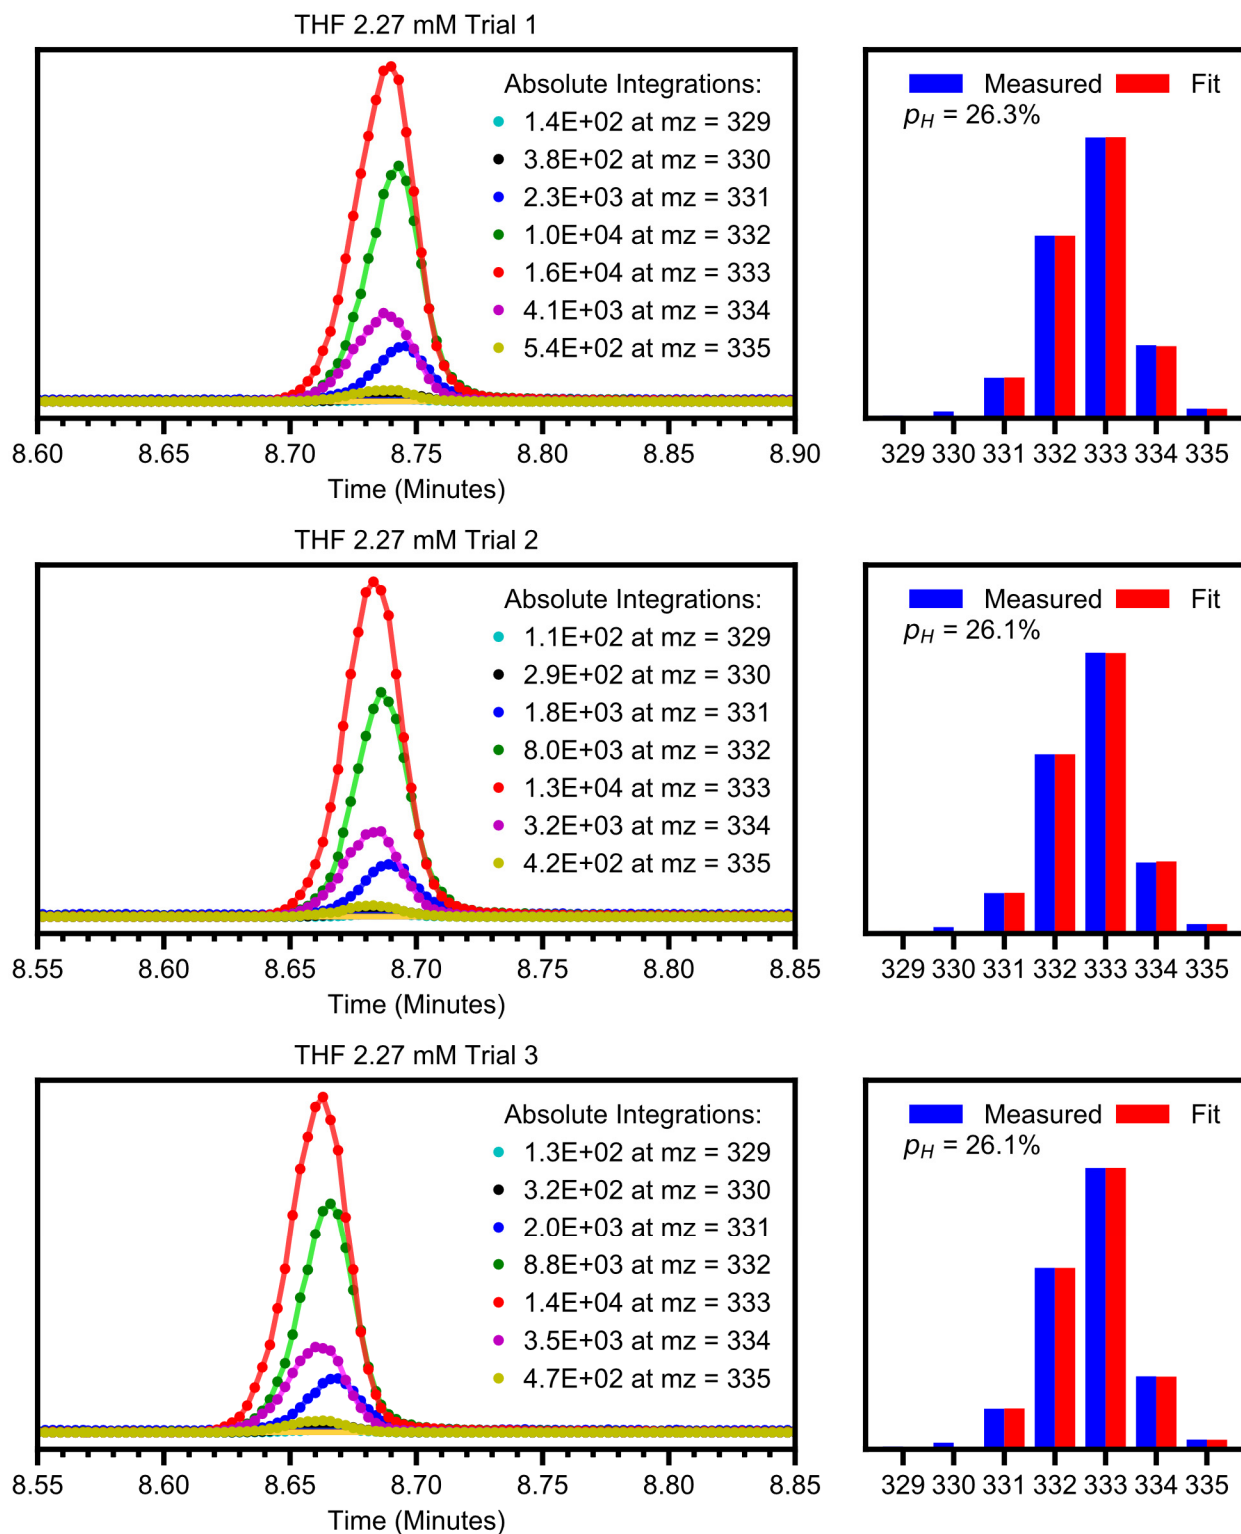 THF 2.27 mM Trial 1
Absolute Integrations:
1.4E+02 at mz = 329
3.8E+02 at mz = 330
2.3E+03 at mz = 331
1.0E+04 at mz = 332
1.6E+04 at mz = 333
4.1E+03 at mz = 334
5.4E+02 at mz = 335
8.60 8.65 8.70 8.75 8.80 8.85 8.90
Time (Minutes)
Measured Fit
pH = 26.3%
329 330 331 332 333 334 335
THF 2.27 mM Trial 2
Absolute Integrations:
1.1E+02 at mz = 329
2.9E+02 at mz = 330
1.8E+03 at mz = 331
8.0E+03 at mz = 332
1.3E+04 at mz = 333
3.2E+03 at mz = 334
4.2E+02 at mz = 335
8.55 8.60 8.65 8.70 8.75 8.80 8.85
Time (Minutes)
Measured Fit
pH = 26.1%
329 330 331 332 333 334 335
THF 2.27 mM Trial 3
Absolute Integrations:
1.3E+02 at mz = 329
3.2E+02 at mz = 330
2.0E+03 at mz = 331
8.8E+03 at mz = 332
1.4E+04 at mz = 333
3.5E+03 at mz = 334
4.7E+02 at mz = 335
8.55 8.60 8.65 8.70 8.75 8.80 8.85
Time (Minutes)
Measured Fit
pH = 26.1%
329 330 331 332 333 334 335